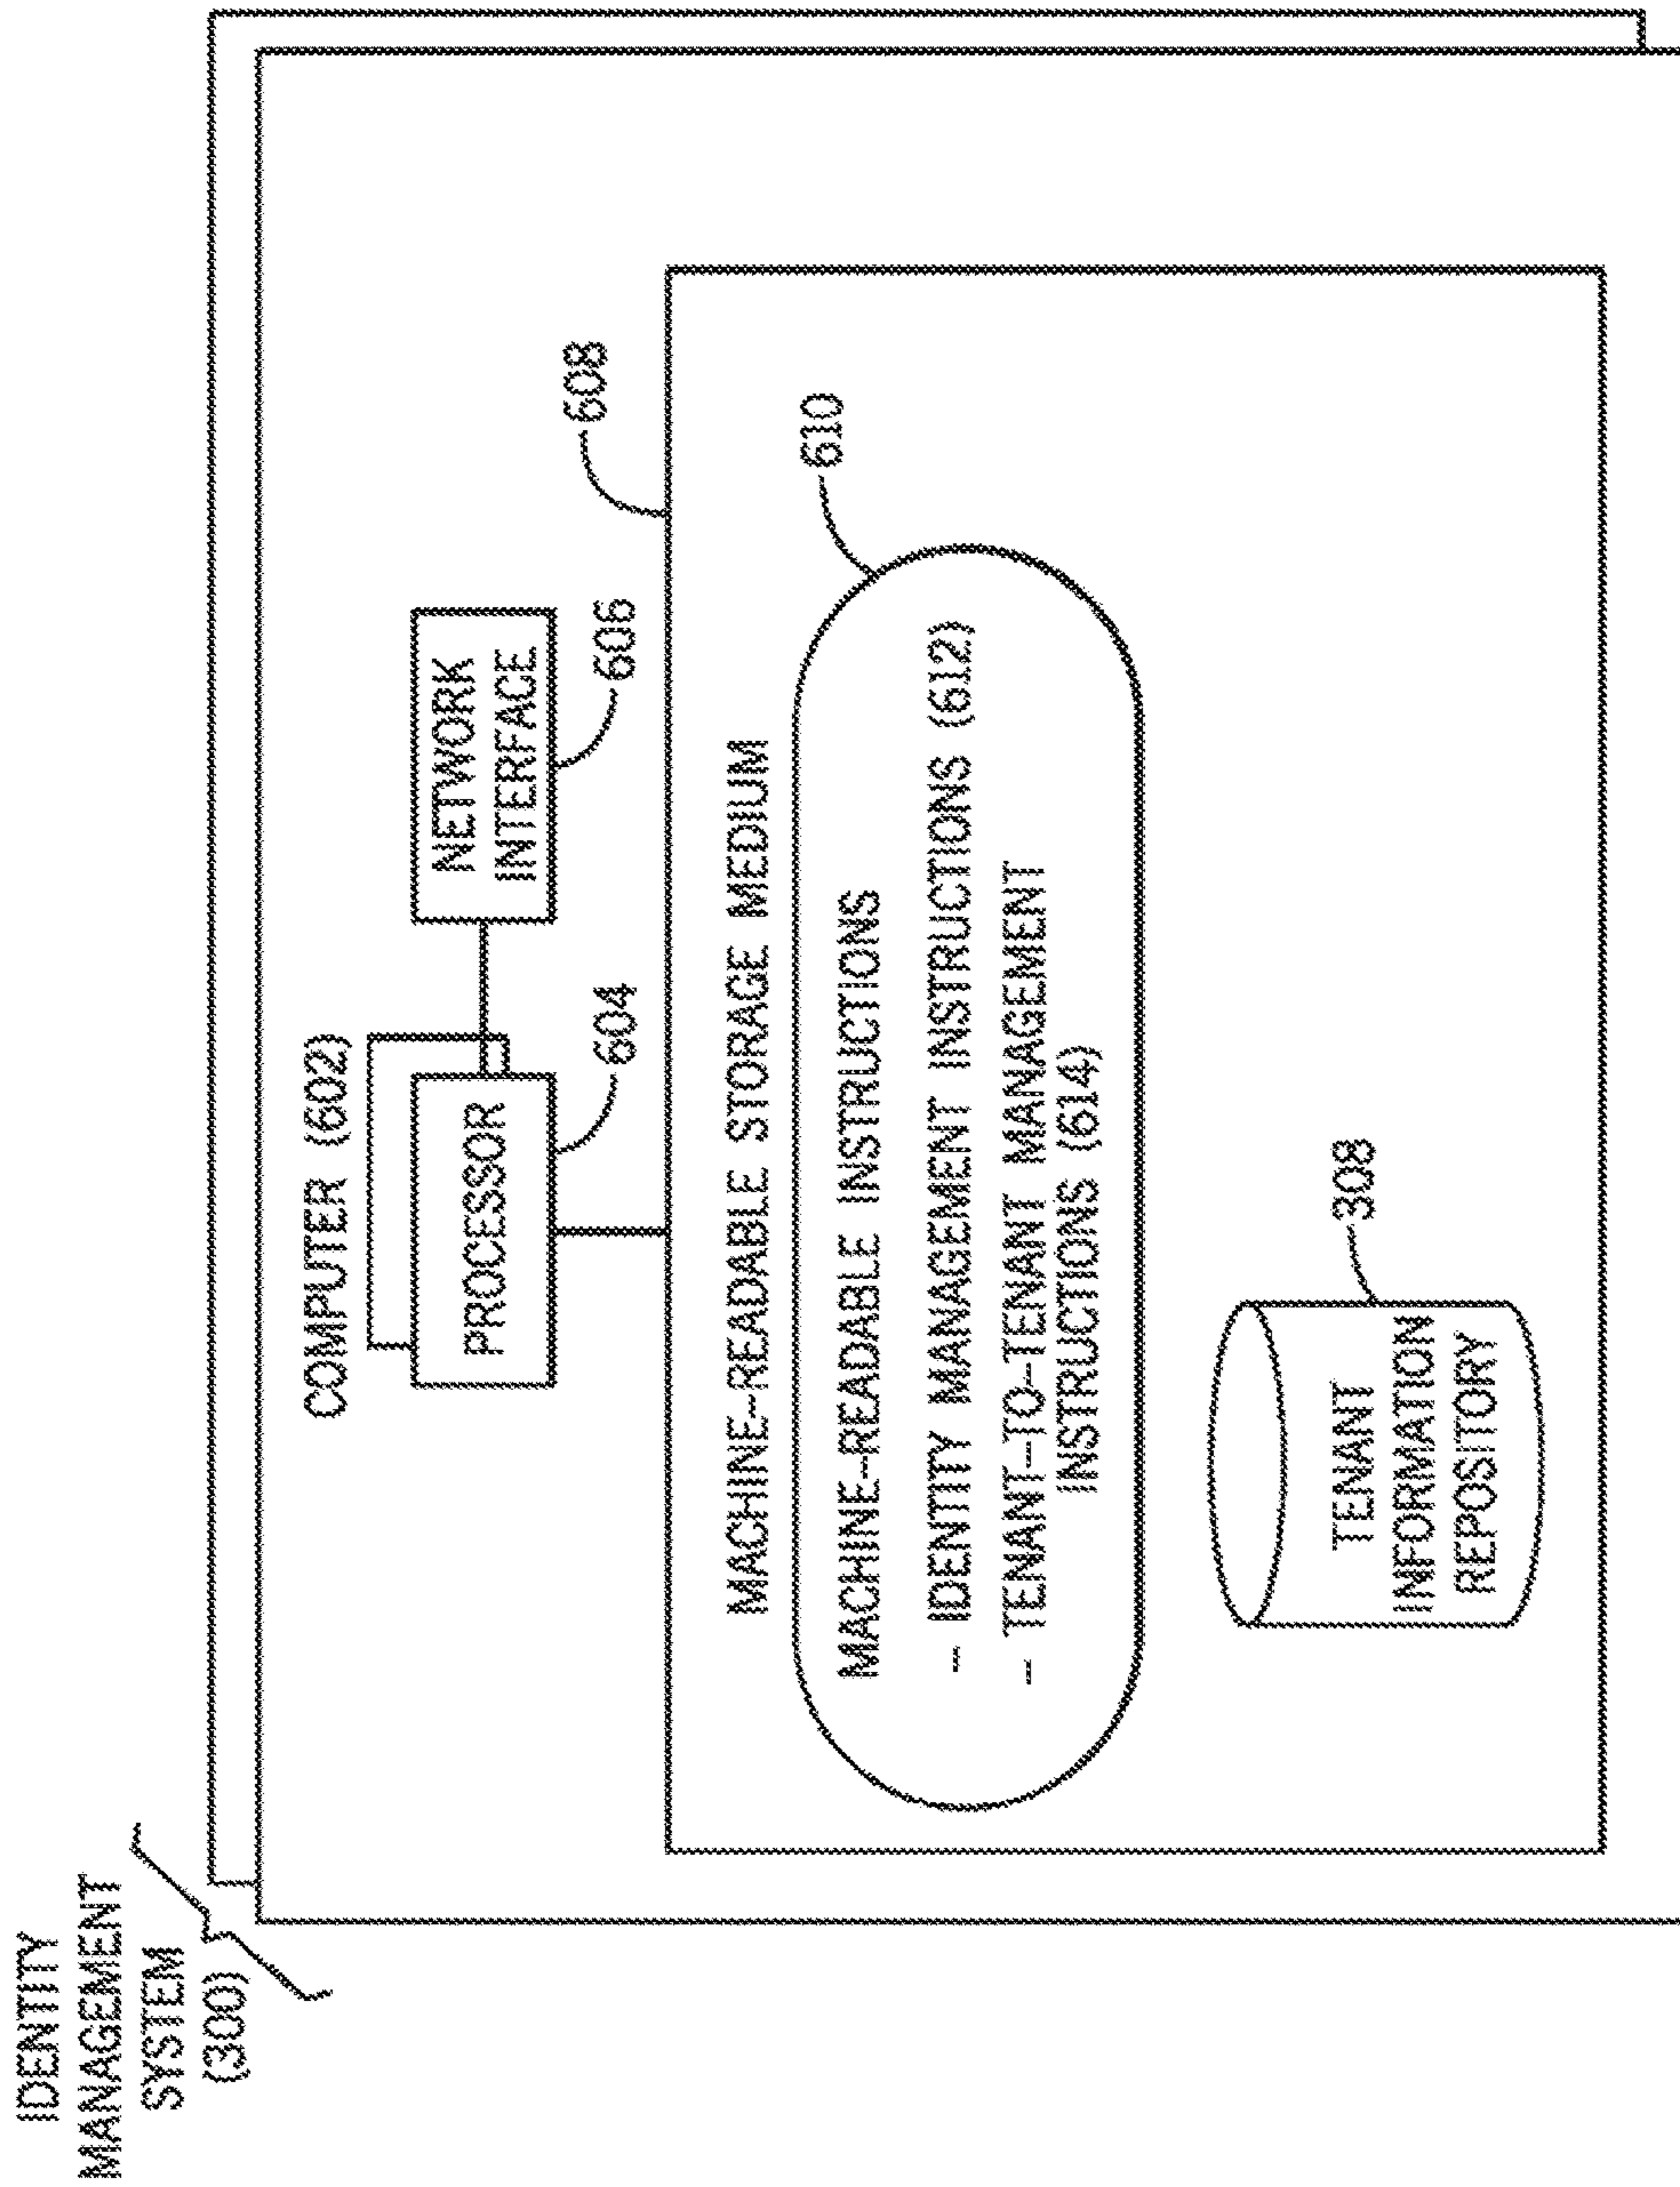 IDENTITY
MANAGEMENT
SYSTEM
(300)
COMPUTER (602)
PROCESSOR
604
NETWORK
INTERFACE
606
608
MACHINE-READABLE STORAGE MEDIUM
610
MACHINE-READABLE INSTRUCTIONS
- IDENTITY MANAGEMENT INSTRUCTIONS (612)
- TENANT-TO-TENANT MANAGEMENT
INSTRUCTIONS (614)
308
TENANT
INFORMATION
REPOSITORY